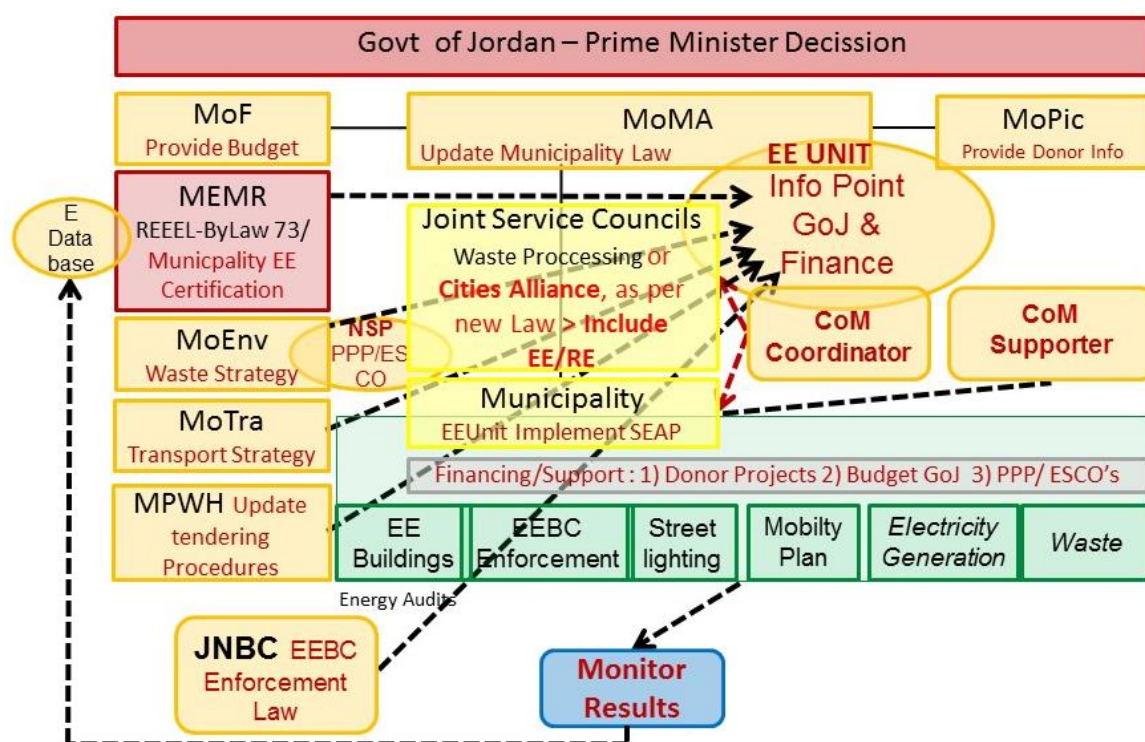 Govt of Jordan – Prime Minister Decission
MoF
Provide Budget
MoMA
Update Municipality Law
MoPic
Provide Donor Info
EE UNIT
Info Point
GoJ &
Finance
E
Data
base
MEMR
REEEL-ByLaw 73/
Municpality EE
Certification
Joint Service Councils
Waste Proccessing or
Cities Alliance, as per
new Law > Include
EE/RE
MoEnv
Waste Strategy
NSP
PPP/ES
CO
CoM
Coordinator
CoM
Supporter
Municipality
EEUnit Implement SEAP
MoTra
Transport Strategy
Financing/Support : 1) Donor Projects 2) Budget GoJ 3) PPP/ ESCO's
MPWH Update
tendering
Procedures
EE
Buildings
EEBC
Enforcement
Street
lighting
Mobilty
Plan
Electricity
Generation
Waste
Energy Audits
JNBC EEBC
Enforcement
Law
Monitor
Results